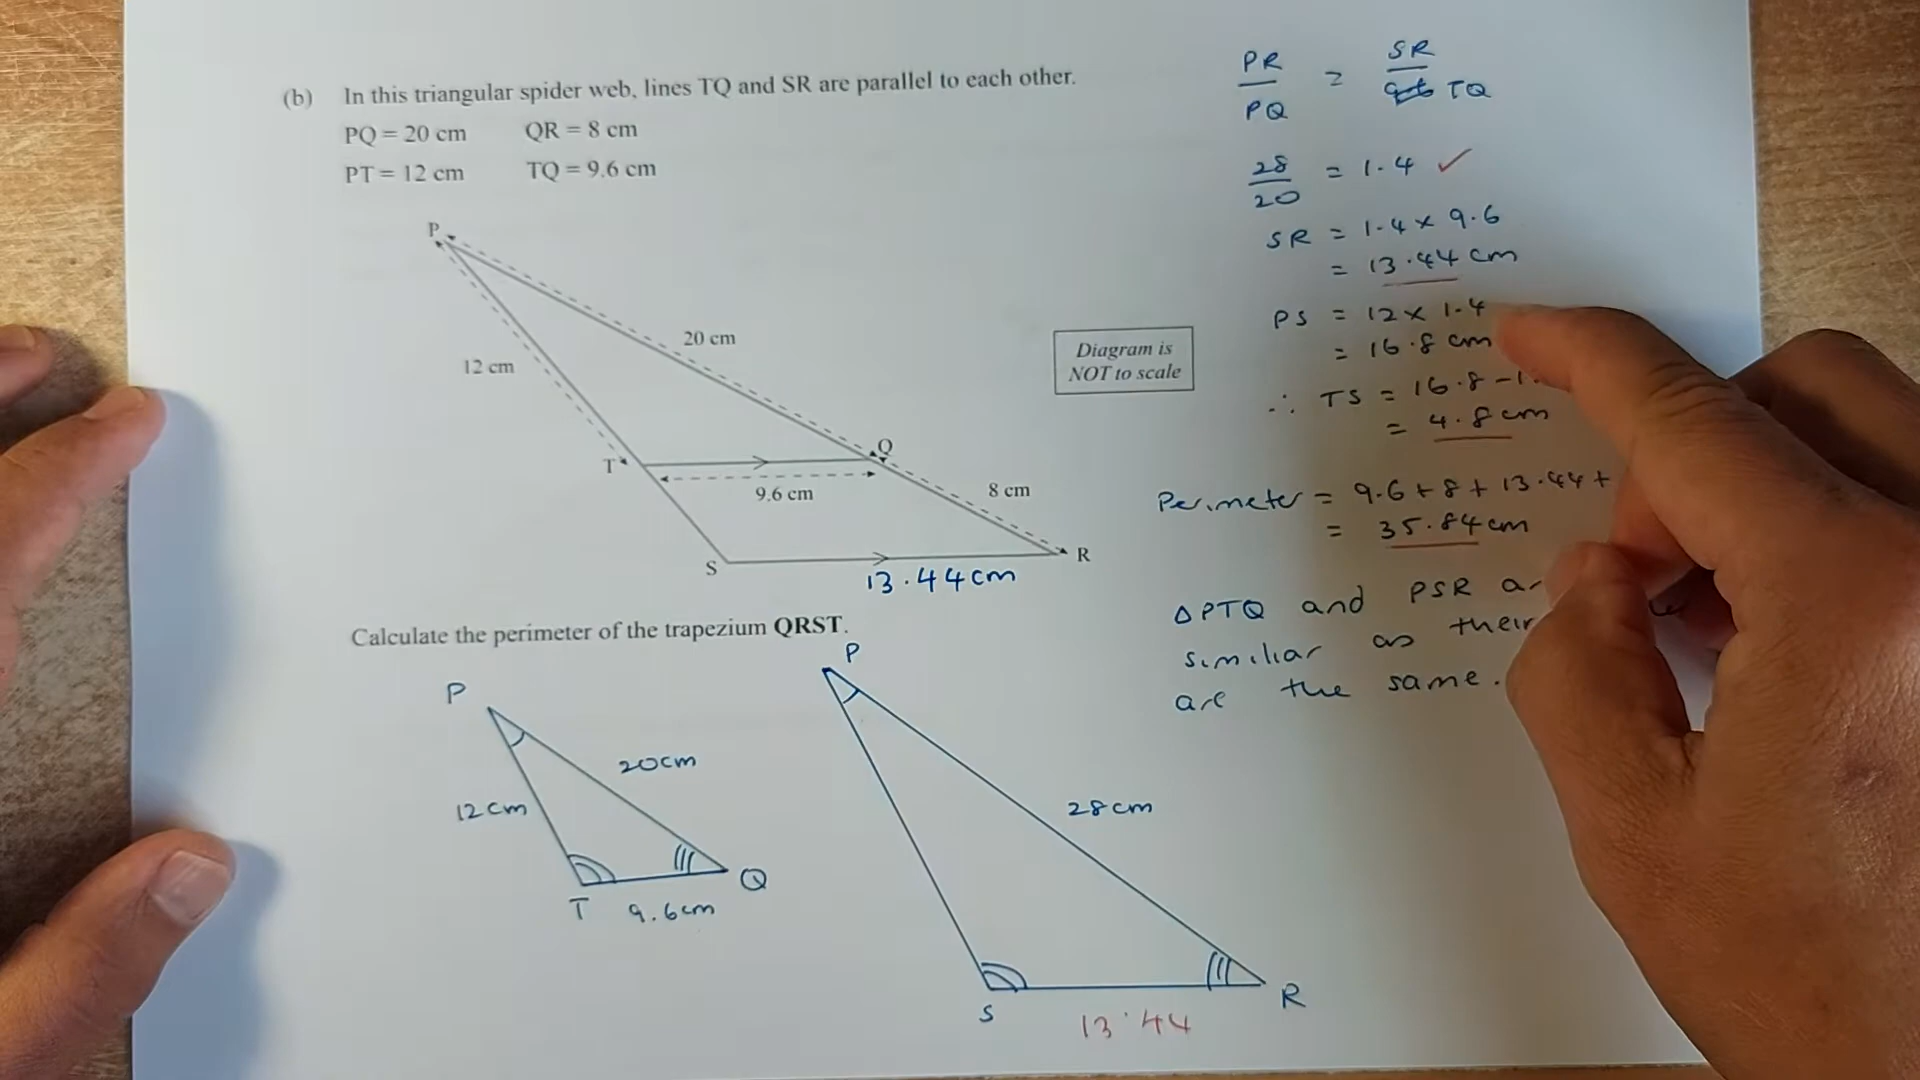 (b) In this triangular spider web, lines TQ and SR are parallel to each other.
PQ = 20 cm QR = 8 cm
PT = 12 cm TQ = 9.6 cm
P
20 cm
12 cm
Diagram is
NOT to scale
Q
T
9.6 cm
8 cm
S
R
13.44cm
Calculate the perimeter of the trapezium QRST.
P
20cm
12cm
T
9.6cm
Q
P
28cm
S
13.44
R
PR/PQ = SR/TQ
28/20 = 1.4 ✓
SR = 1.4 x 9.6
= 13.44 cm
PS = 12 x 1.4
= 16.8 cm
∴ TS = 16.8 -
= 4.8 cm
Perimeter = 9.6 + 8 + 13.44 +
= 35.84 cm
△PTQ and PSR
similiar as their
are the same.